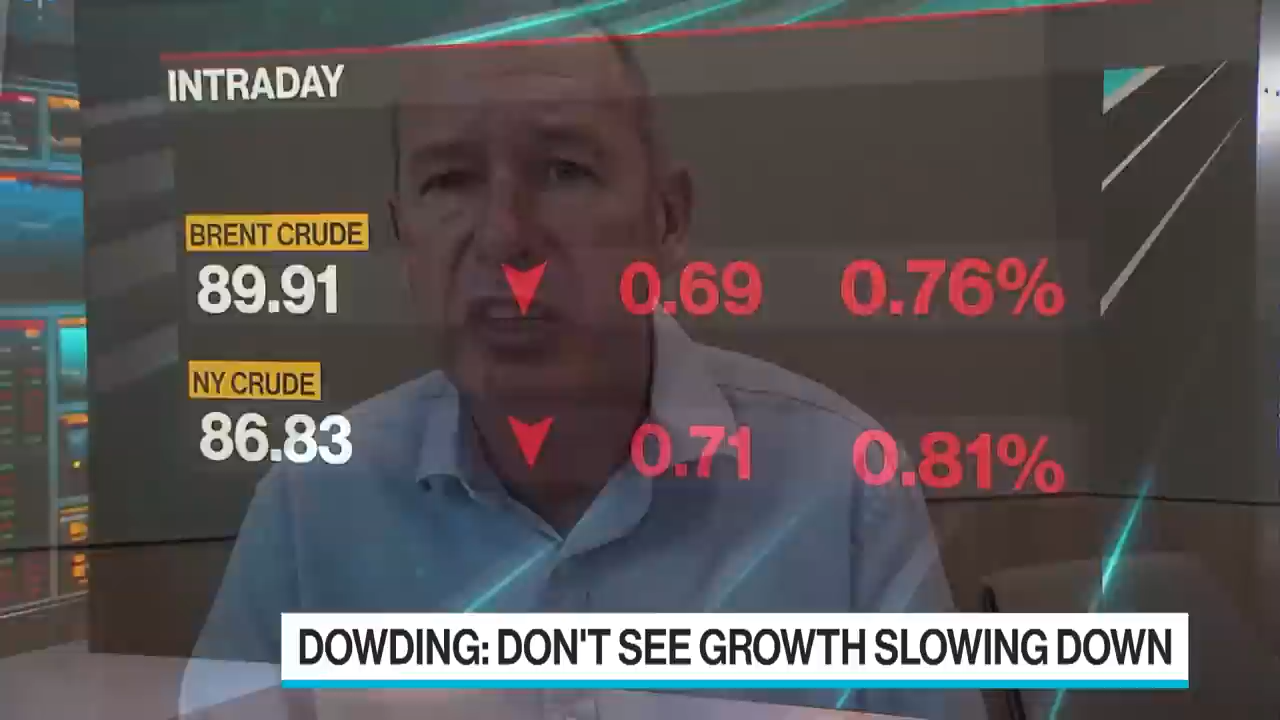 INTRADAY
BRENT CRUDE
89.91 0.69 0.76%
NY CRUDE
86.83 0.71 0.81%
DOWDING: DON'T SEE GROWTH SLOWING DOWN